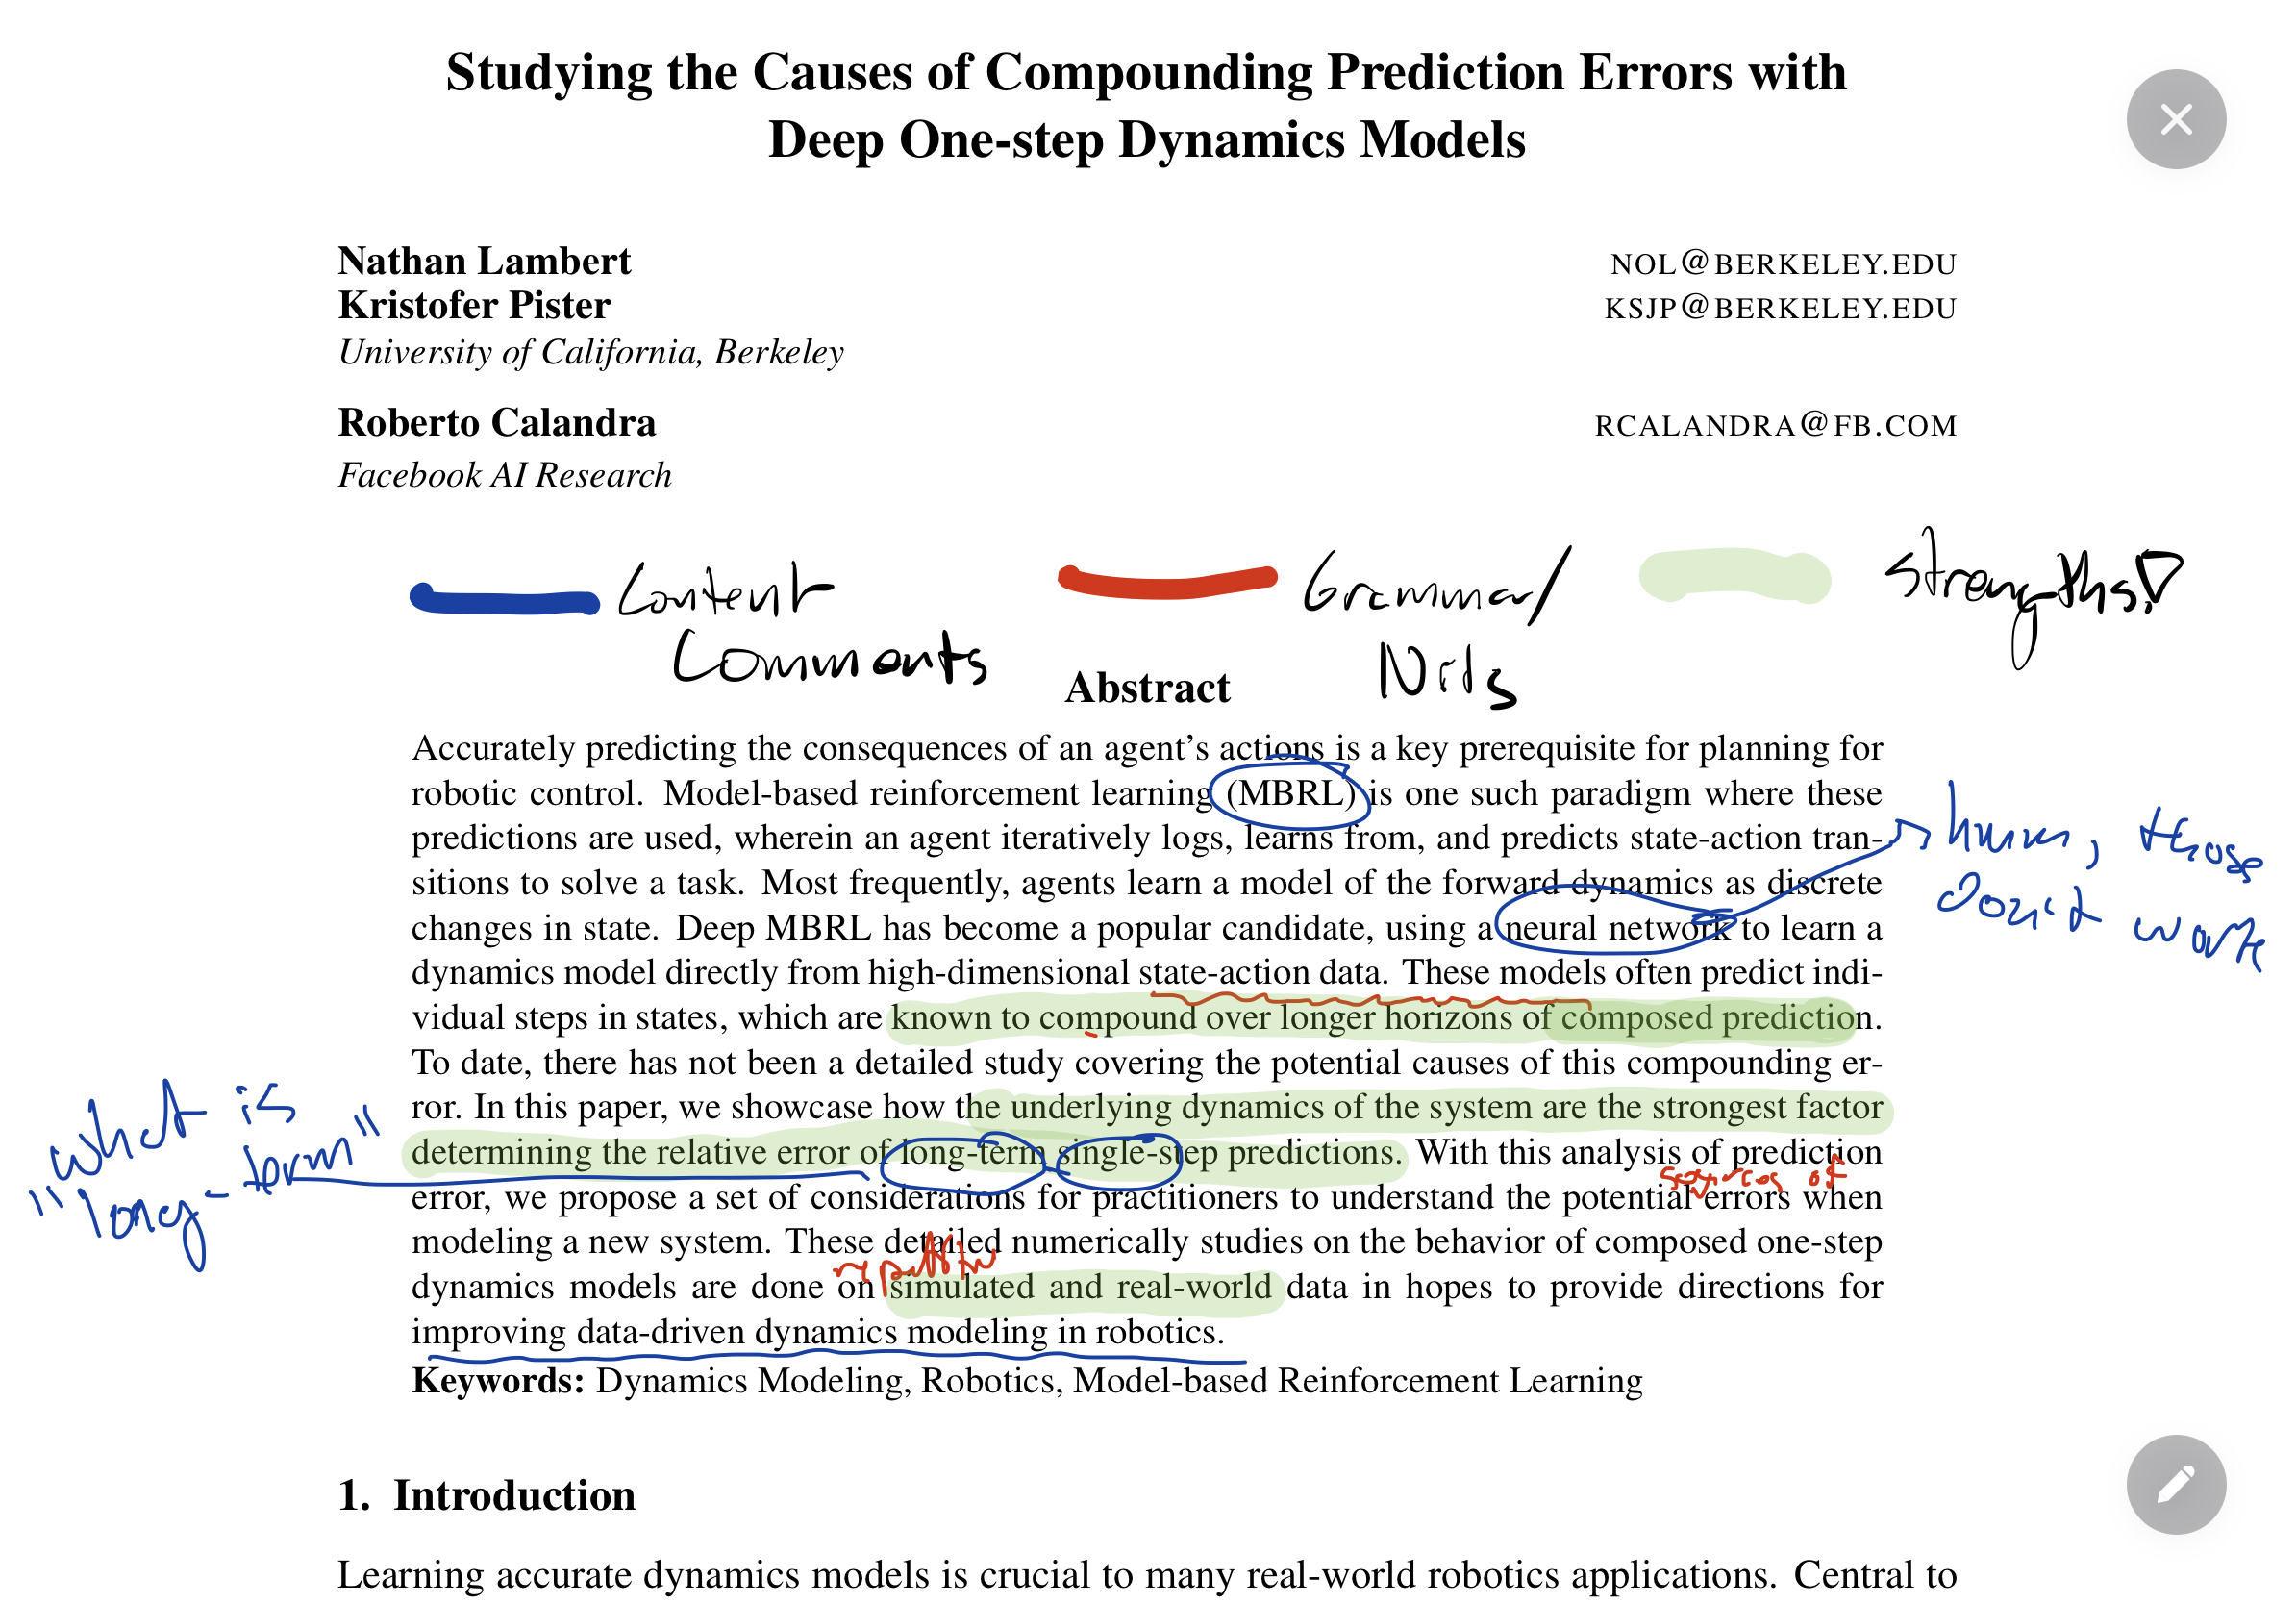 Studying the Causes of Compounding Prediction Errors with
Deep One-step Dynamics Models
Nathan Lambert NOL@BERKELEY.EDU
Kristofer Pister KSJP@BERKELEY.EDU
University of California, Berkeley
Roberto Calandra RCALANDRA@FB.COM
Facebook AI Research
Content
Comments
Grammar/
Nits
Strengths!
Abstract
Accurately predicting the consequences of an agent's actions is a key prerequisite for planning for
robotic control. Model-based reinforcement learning (MBRL) is one such paradigm where these
predictions are used, wherein an agent iteratively logs, learns from, and predicts state-action tran-
sitions to solve a task. Most frequently, agents learn a model of the forward dynamics as discrete
changes in state. Deep MBRL has become a popular candidate, using a neural network to learn a
dynamics model directly from high-dimensional state-action data. These models often predict indi-
vidual steps in states, which are known to compound over longer horizons of composed prediction.
To date, there has not been a detailed study covering the potential causes of this compounding er-
ror. In this paper, we showcase how the underlying dynamics of the system are the strongest factor
determining the relative error of long-term single-step predictions. With this analysis of prediction
error, we propose a set of considerations for practitioners to understand the potential errors when
modeling a new system. These detailed numerically studies on the behavior of composed one-step
dynamics models are done on simulated and real-world data in hopes to provide directions for
improving data-driven dynamics modeling in robotics.
Keywords: Dynamics Modeling, Robotics, Model-based Reinforcement Learning
hmm, those
don't work
what is
"long-term"
sources of
1. Introduction
Learning accurate dynamics models is crucial to many real-world robotics applications. Central to